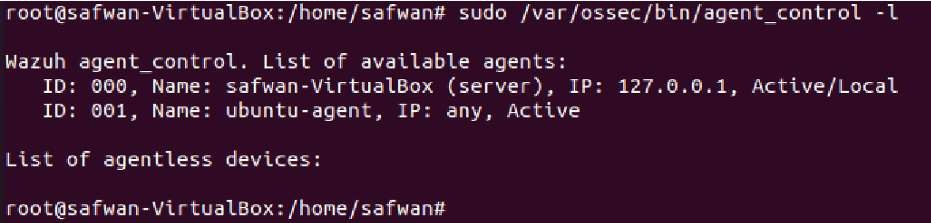 root@safwan-VirtualBox:/home/safwan# sudo /var/ossec/bin/agent_control -l
Wazuh agent_control. List of available agents:
ID: 000, Name: safwan-VirtualBox (server), IP: 127.0.0.1, Active/Local
ID: 001, Name: ubuntu-agent, IP: any, Active
List of agentless devices:
root@safwan-VirtualBox:/home/safwan#